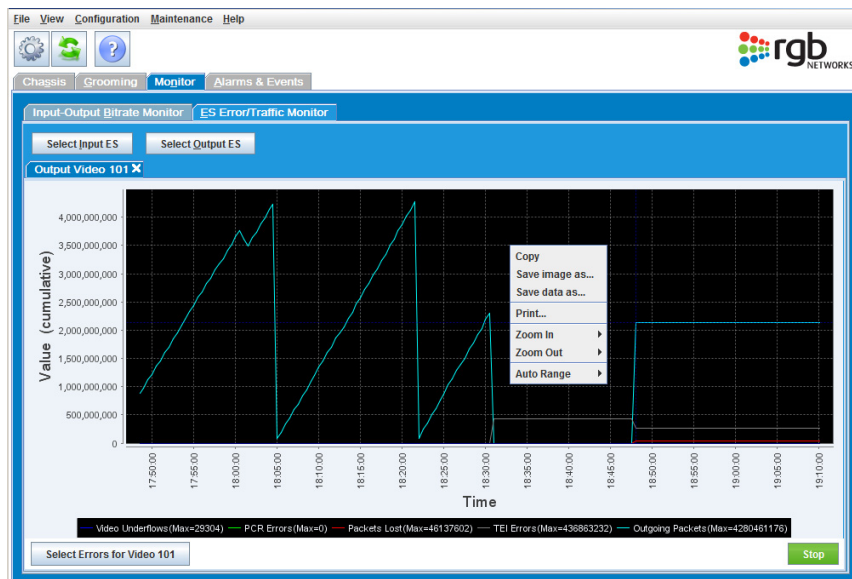 File View Configuration Maintenance Help
rgb
NETWORKS
Chassis Grooming Monitor Alarms & Events
Input-Output Bitrate Monitor ES Error/Traffic Monitor
Select Input ES Select Output ES
Output Video 101 X
Value (cumulative)
4,000,000,000
3,500,000,000
3,000,000,000
2,500,000,000
2,000,000,000
1,500,000,000
1,000,000,000
500,000,000
0
Copy
Save image as...
Save data as...
Print...
Zoom In
Zoom Out
Auto Range
17:50:00 17:55:00 18:00:00 18:05:00 18:10:00 18:15:00 18:20:00 18:25:00 18:30:00 18:35:00 18:40:00 18:45:00 18:50:00 18:55:00 19:00:00 19:05:00 19:10:00
Time
Video Underflows(Max=29304) PCR Errors(Max=0) Packets Lost(Max=46137602) TEI Errors(Max=436863232) Outgoing Packets(Max=4280461176)
Select Errors for Video 101 Stop